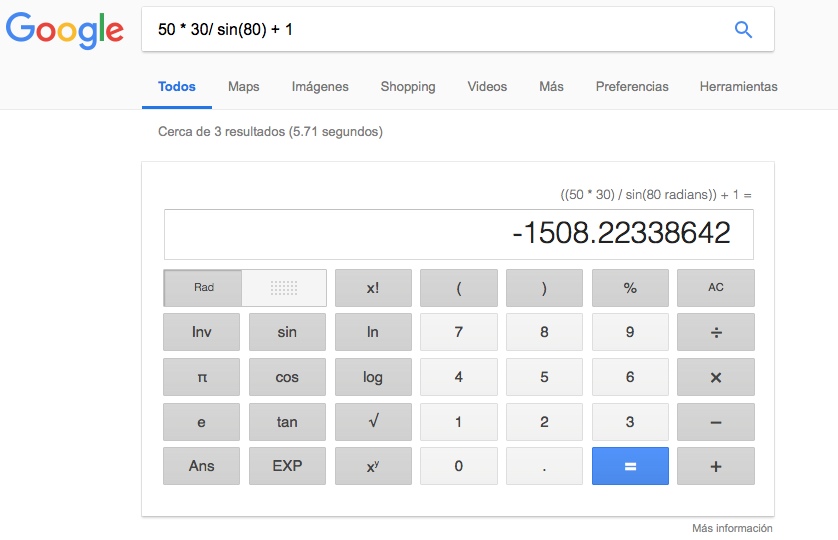 Google
50 * 30/ sin(80) + 1
Todos Maps Imágenes Shopping Videos Más Preferencias Herramientas
Cerca de 3 resultados (5.71 segundos)
((50 * 30) / sin(80 radians)) + 1 =
-1508.22338642
Rad x! ( ) % AC
Inv sin ln 7 8 9 ÷
π cos log 4 5 6 ×
e tan √ 1 2 3 −
Ans EXP xʸ 0 . = +
Más información